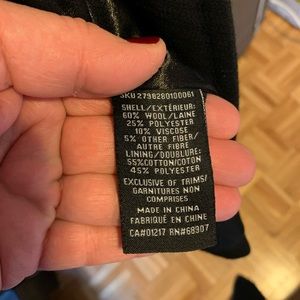 SKU 2798280100061
SHELL/EXTÉRIEUR:
60% WOOL/LAINE
25% POLYESTER
10% VISCOSE
5% OTHER FIBER/
AUTRE FIBRE
LINING/DOUBLURE:
55%COTTON/COTON
45% POLYESTER
EXCLUSIVE OF TRIMS/
GARNITURES NON
COMPRISES
MADE IN CHINA
FABRIQUÉ EN CHINE
CA#01217 RN#68907